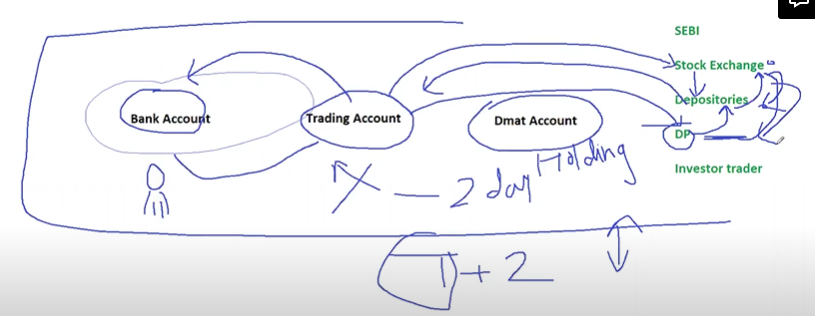 SEBI
Stock Exchange
Depositories
Bank Account
Trading Account
Dmat Account
DP
Investor trader
2 day Holding
+ 2